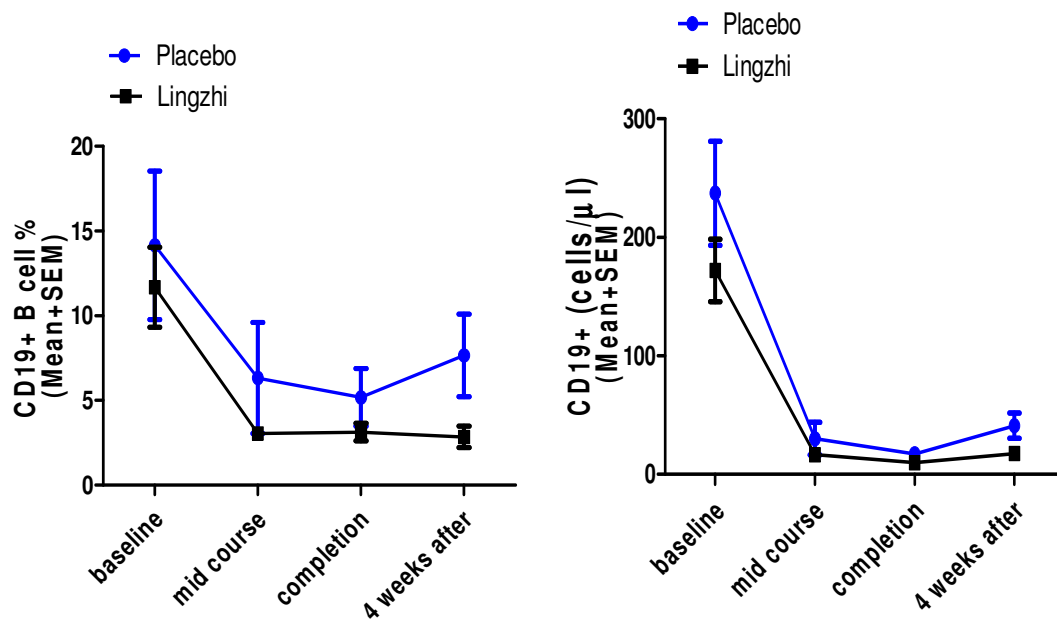 Placebo
Lingzhi
20
15
10
5
0
CD19+ B cell %
(Mean+SEM)
baseline
mid course
completion
4 weeks after
Placebo
Lingzhi
300
200
100
0
CD19+ (cells/μl)
(Mean+SEM)
baseline
mid course
completion
4 weeks after